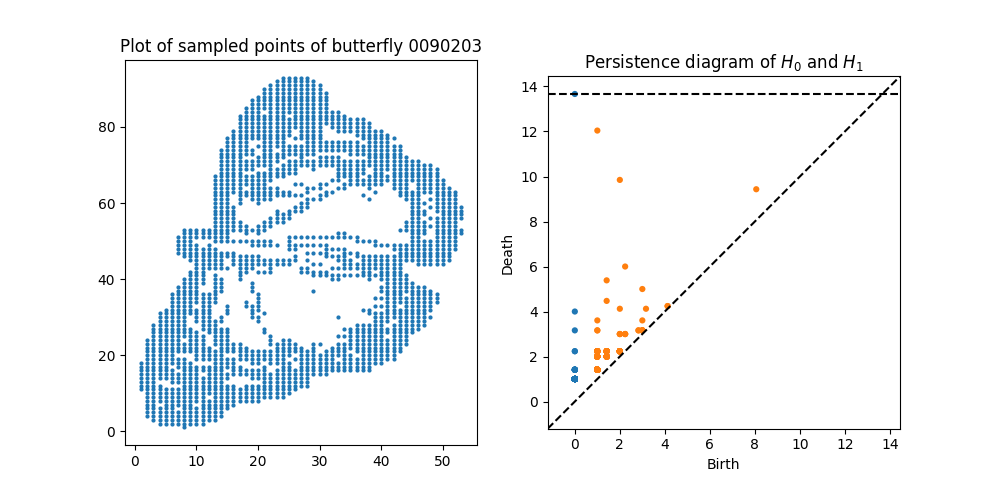 Plot of sampled points of butterfly 0090203
80
60
40
20
0
0 10 20 30 40 50
Persistence diagram of H₀ and H₁
14
12
10
8
6
4
2
0
Death
0 2 4 6 8 10 12 14
Birth